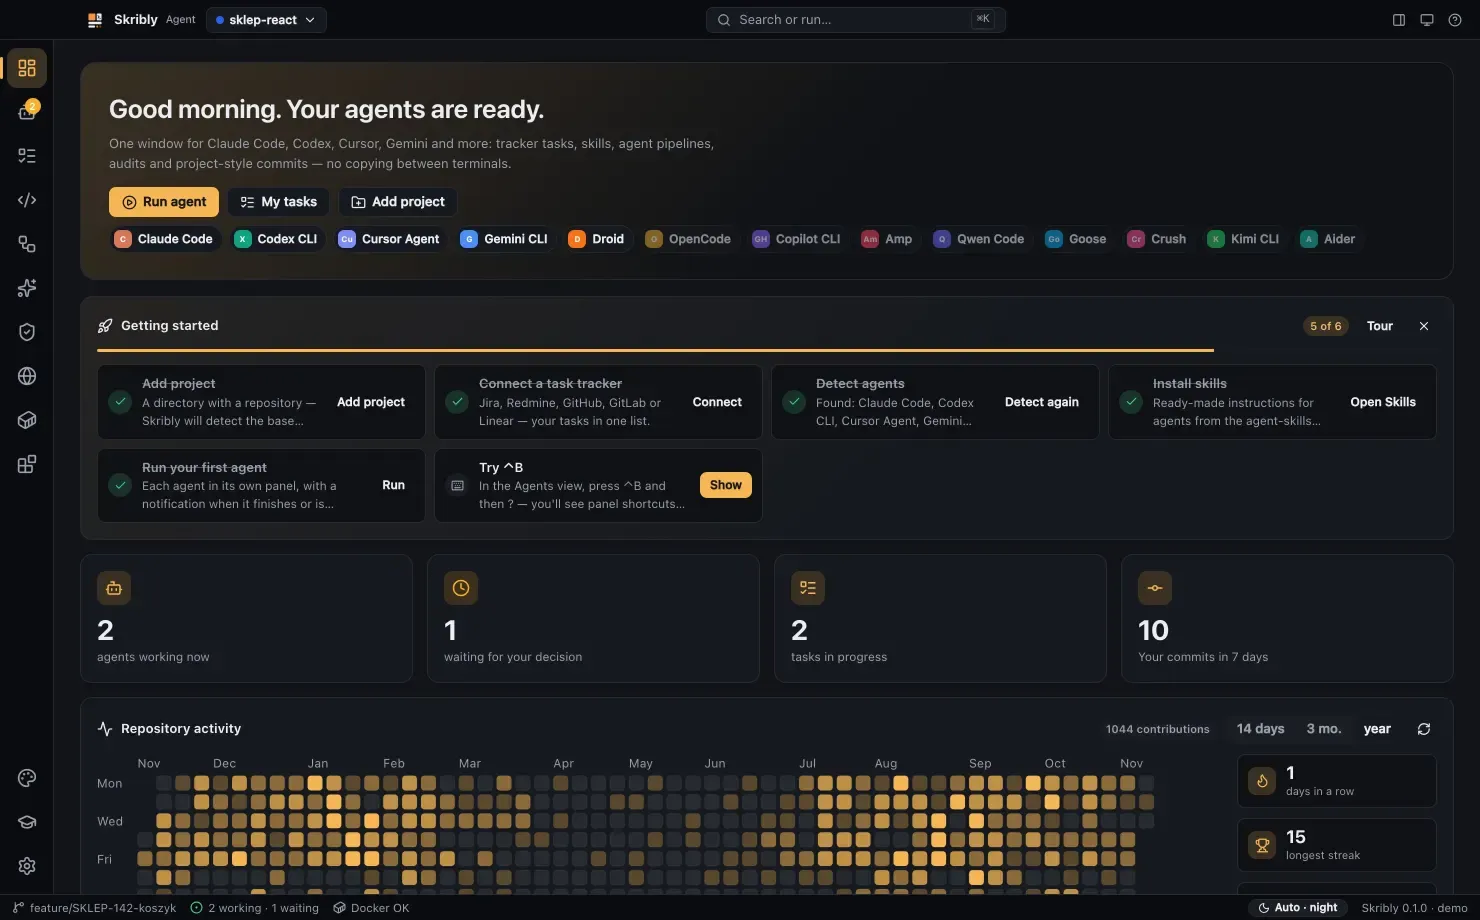 Skribly Agent sklep-react Search or run... ⌘K
2
Good morning. Your agents are ready.
One window for Claude Code, Codex, Cursor, Gemini and more: tracker tasks, skills, agent pipelines,
audits and project-style commits — no copying between terminals.
Run agent My tasks Add project
C Claude Code X Codex CLI Cu Cursor Agent G Gemini CLI D Droid O OpenCode GH Copilot CLI Am Amp Q Qwen Code Go Goose Cr Crush K Kimi CLI A Aider
Getting started 5 of 6 Tour
Add project
A directory with a repository —
Skribly will detect the base...
Add project
Connect a task tracker
Jira, Redmine, GitHub, GitLab or
Linear — your tasks in one list.
Connect
Detect agents
Found: Claude Code, Codex
CLI, Cursor Agent, Gemini...
Detect again
Install skills
Ready-made instructions for
agents from the agent-skills...
Open Skills
Run your first agent
Each agent in its own panel, with a
notification when it finishes or is...
Run
Try ^B
In the Agents view, press ^B and
then ? — you'll see panel shortcuts...
Show
2
agents working now
1
waiting for your decision
2
tasks in progress
10
Your commits in 7 days
Repository activity 1044 contributions 14 days 3 mo. year
Nov Dec Jan Feb Mar Apr May Jun Jul Aug Sep Oct Nov
Mon
Wed
Fri
1
days in a row
15
longest streak
feature/SKLEP-142-koszyk 2 working · 1 waiting Docker OK Auto · night Skribly 0.1.0 · demo